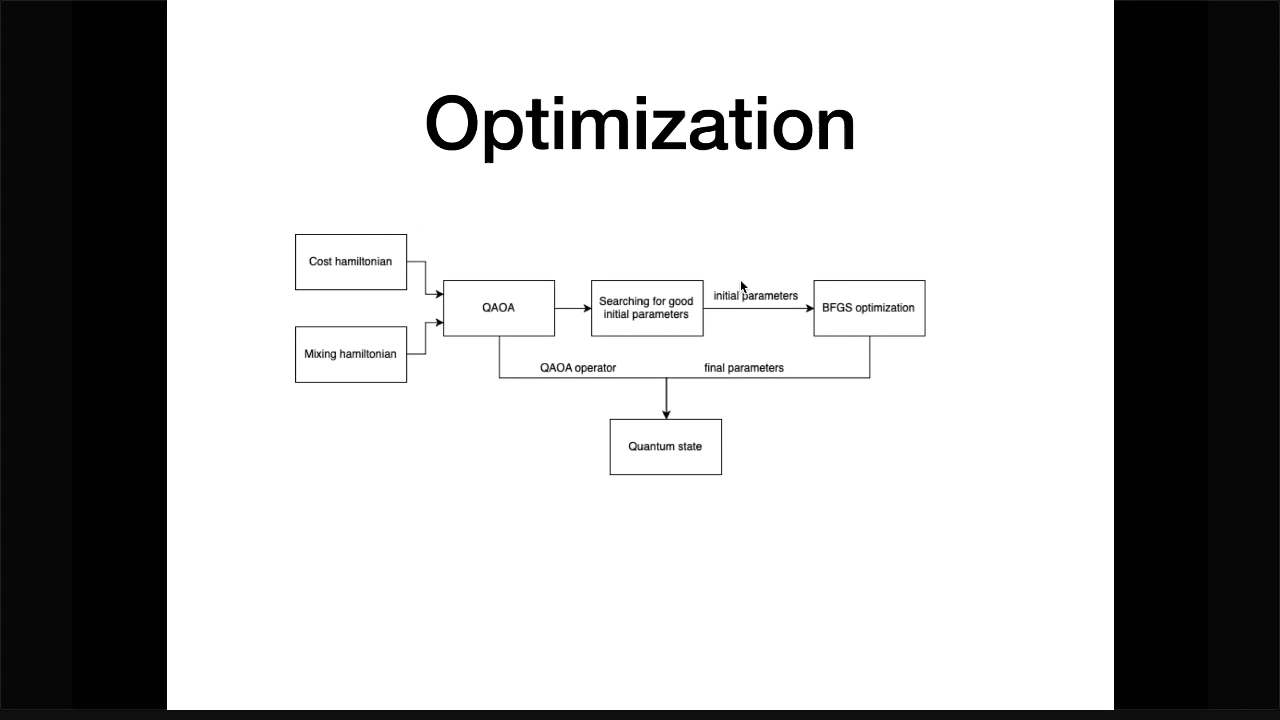 Optimization
Cost hamiltonian
Mixing hamiltonian
QAOA
Searching for good
initial parameters
initial parameters
BFGS optimization
QAOA operator
final parameters
Quantum state